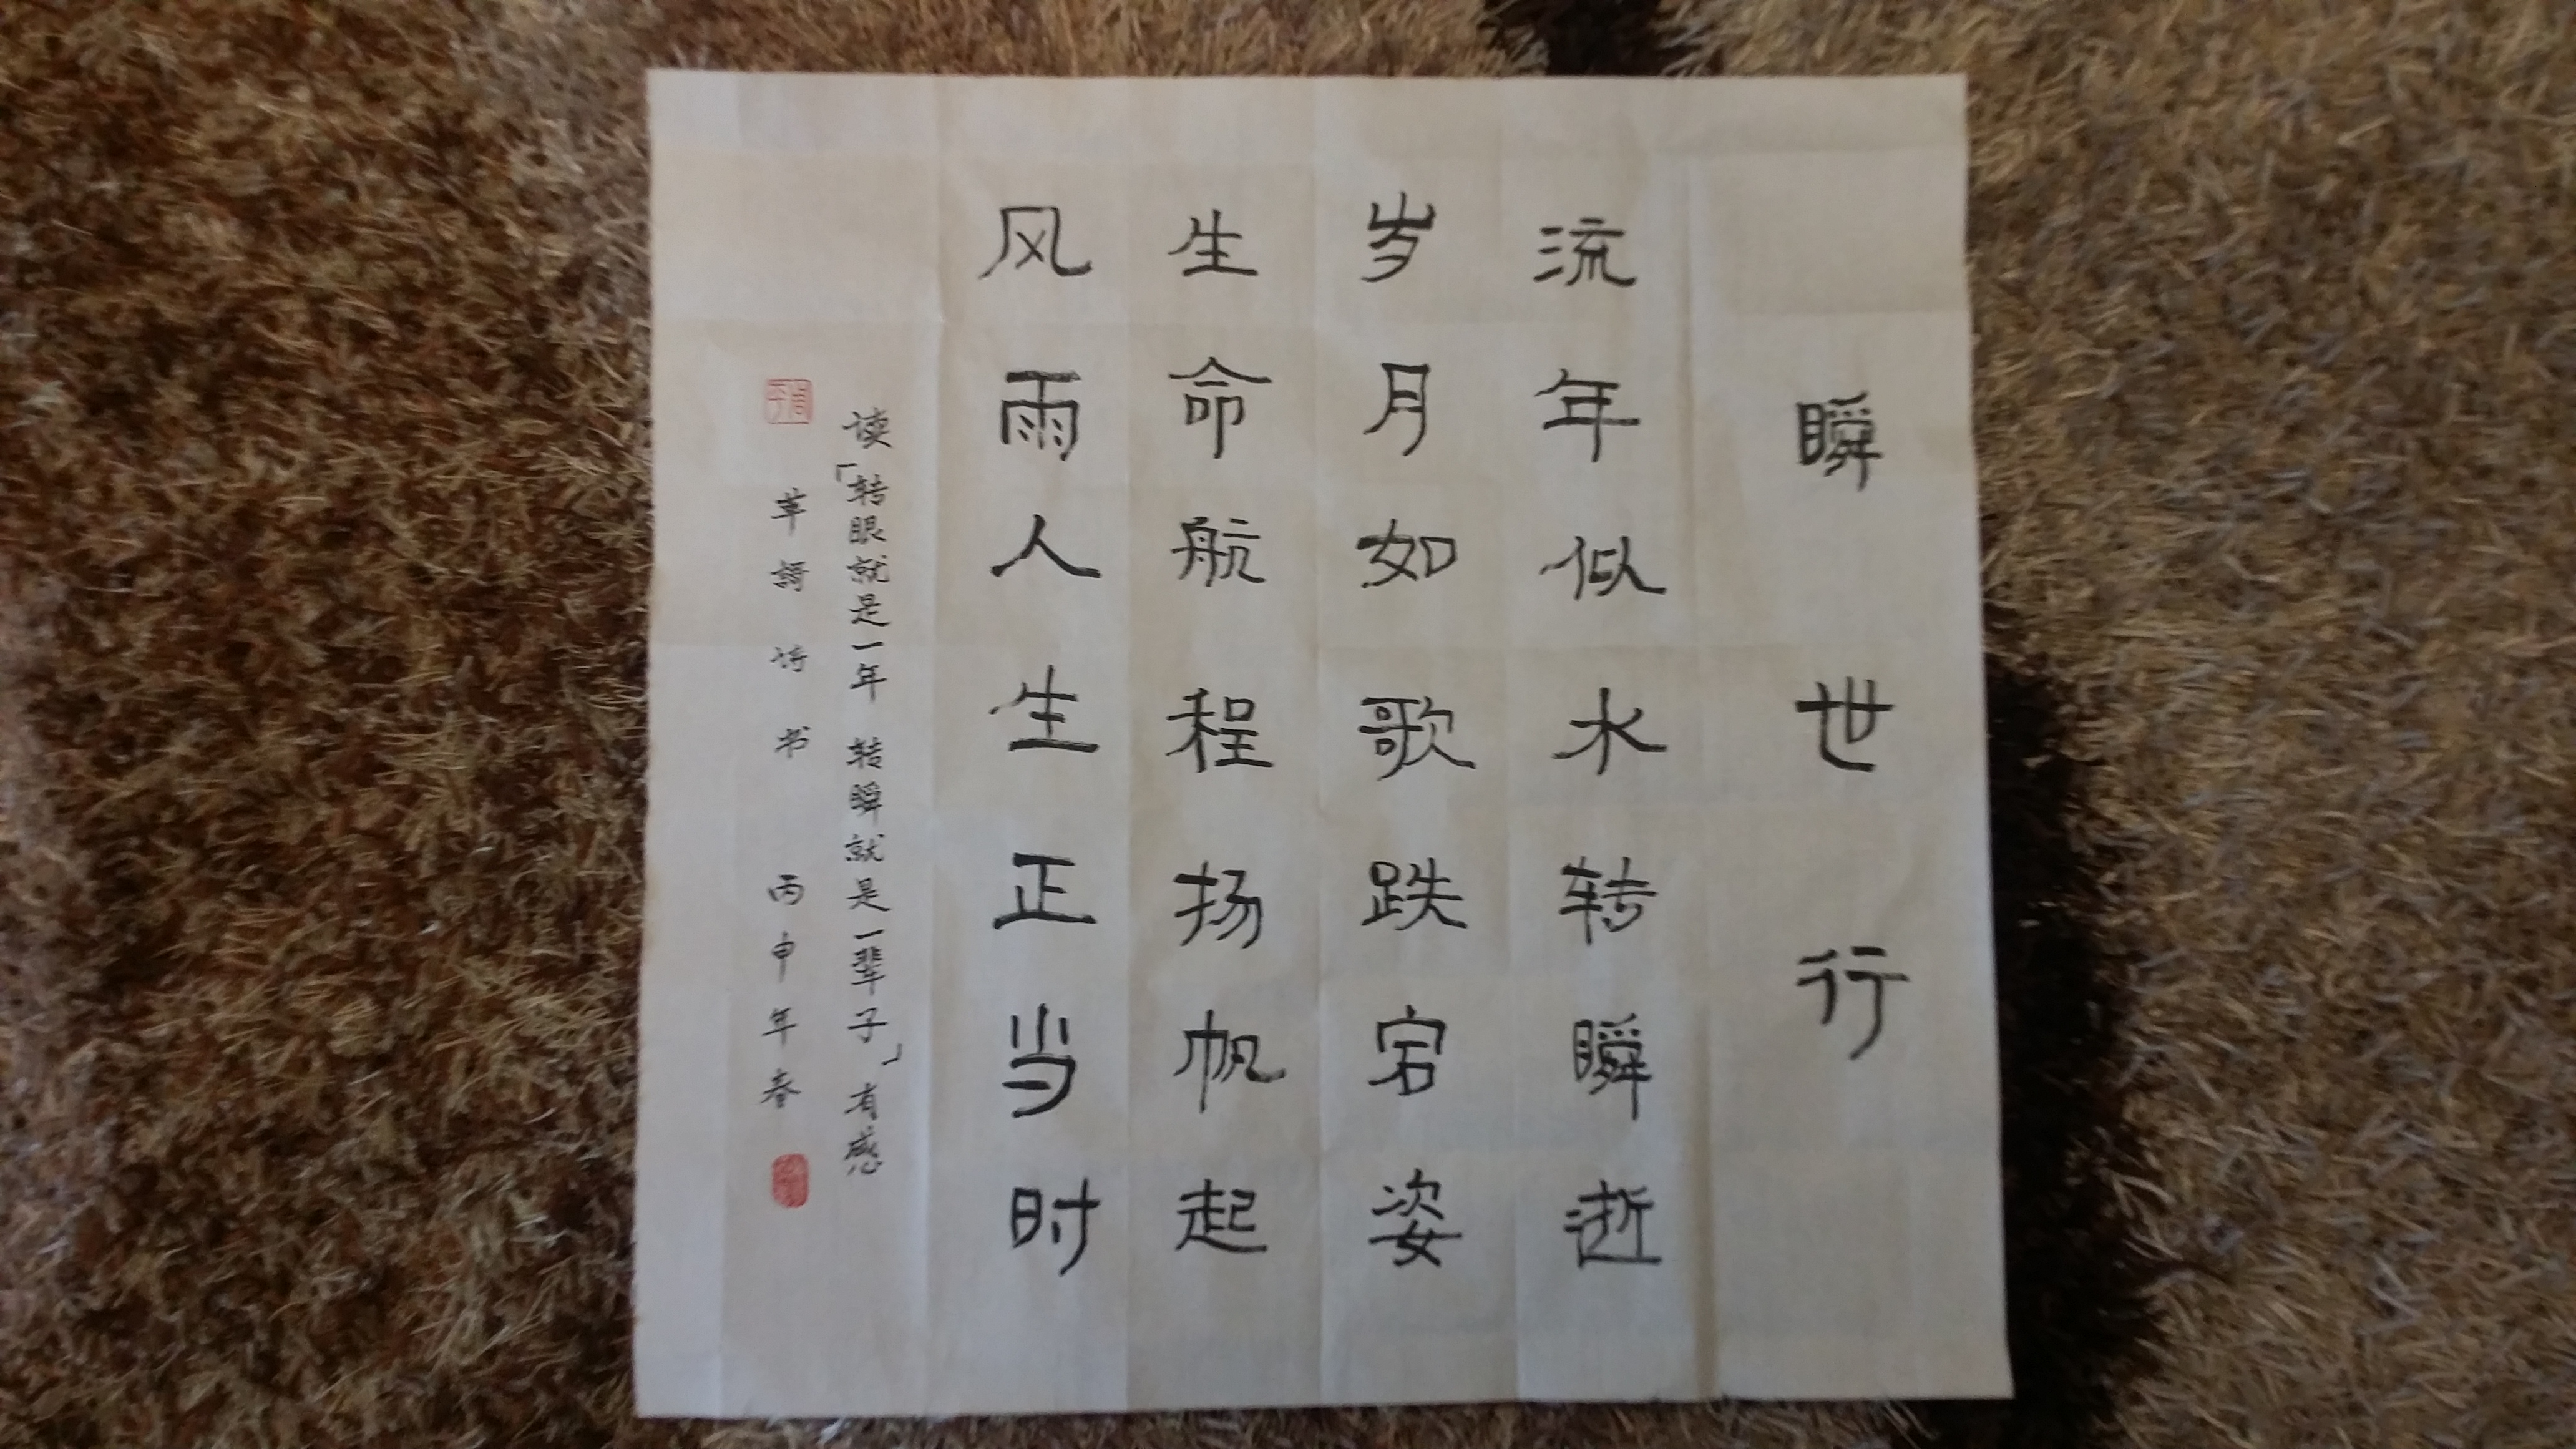 瞬世行
流年似水转瞬逝
岁月如歌跌宕姿
生命航程扬帆起
风雨人生正当时
读「转眼就是一年 转瞬就是一辈子」有感
謌诗书 丙申年春